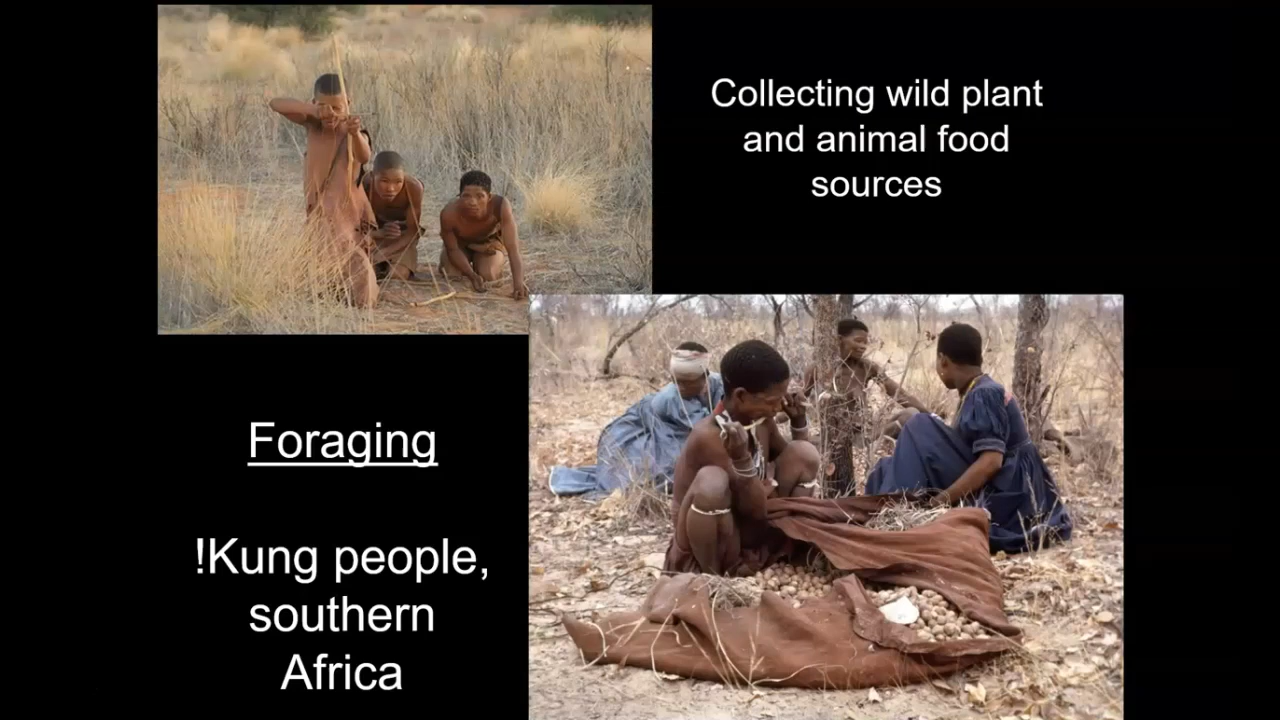 Collecting wild plant
and animal food
sources
Foraging
!Kung people,
southern
Africa